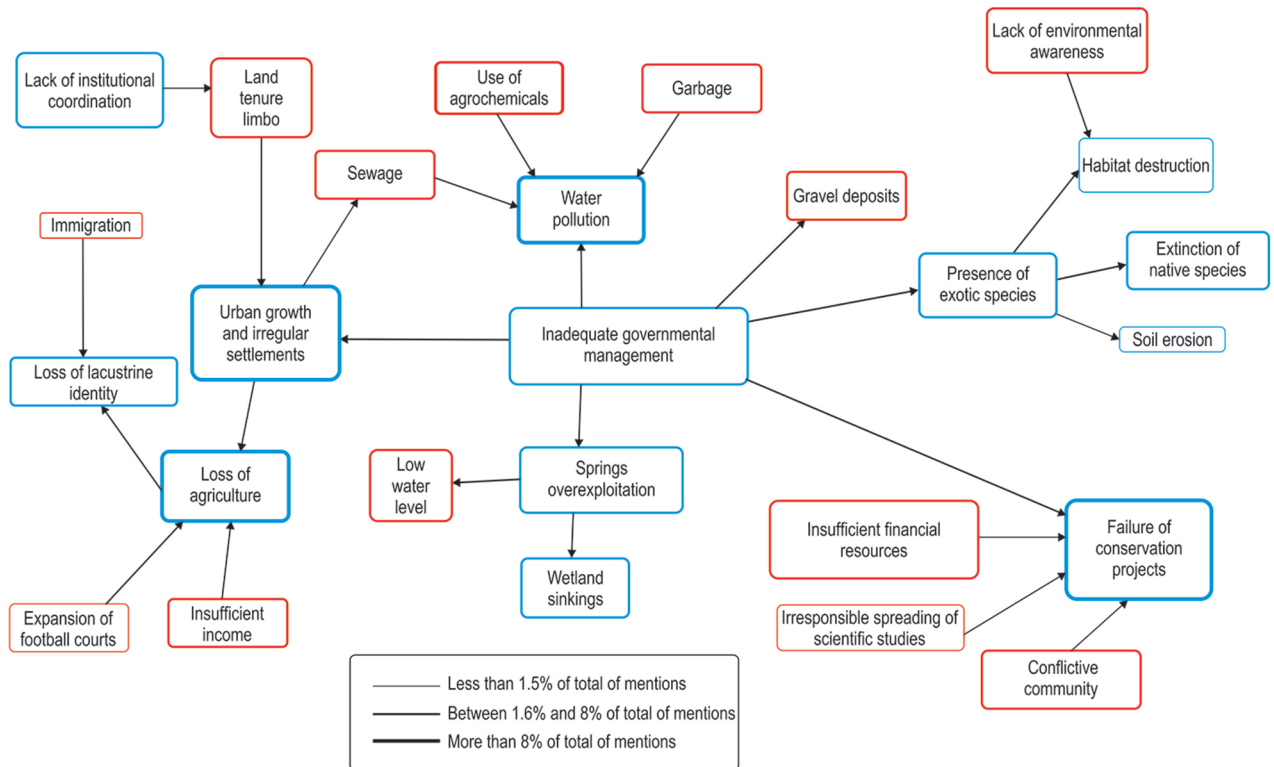 Lack of environmental
awareness
Lack of institutional
coordination
Land
tenure
limbo
Use of
agrochemicals
Garbage
Sewage
Habitat destruction
Water
pollution
Gravel deposits
Immigration
Presence of
exotic species
Extinction of
native species
Urban growth
and irregular
settlements
Inadequate governmental
management
Soil erosion
Loss of lacustrine
identity
Loss of
agriculture
Low
water
level
Springs
overexploitation
Insufficient financial
resources
Failure of
conservation
projects
Wetland
sinkings
Expansion of
football courts
Insufficient
income
Irresponsible spreading of
scientific studies
Conflictive
community
Less than 1.5% of total of mentions
Between 1.6% and 8% of total of mentions
More than 8% of total of mentions